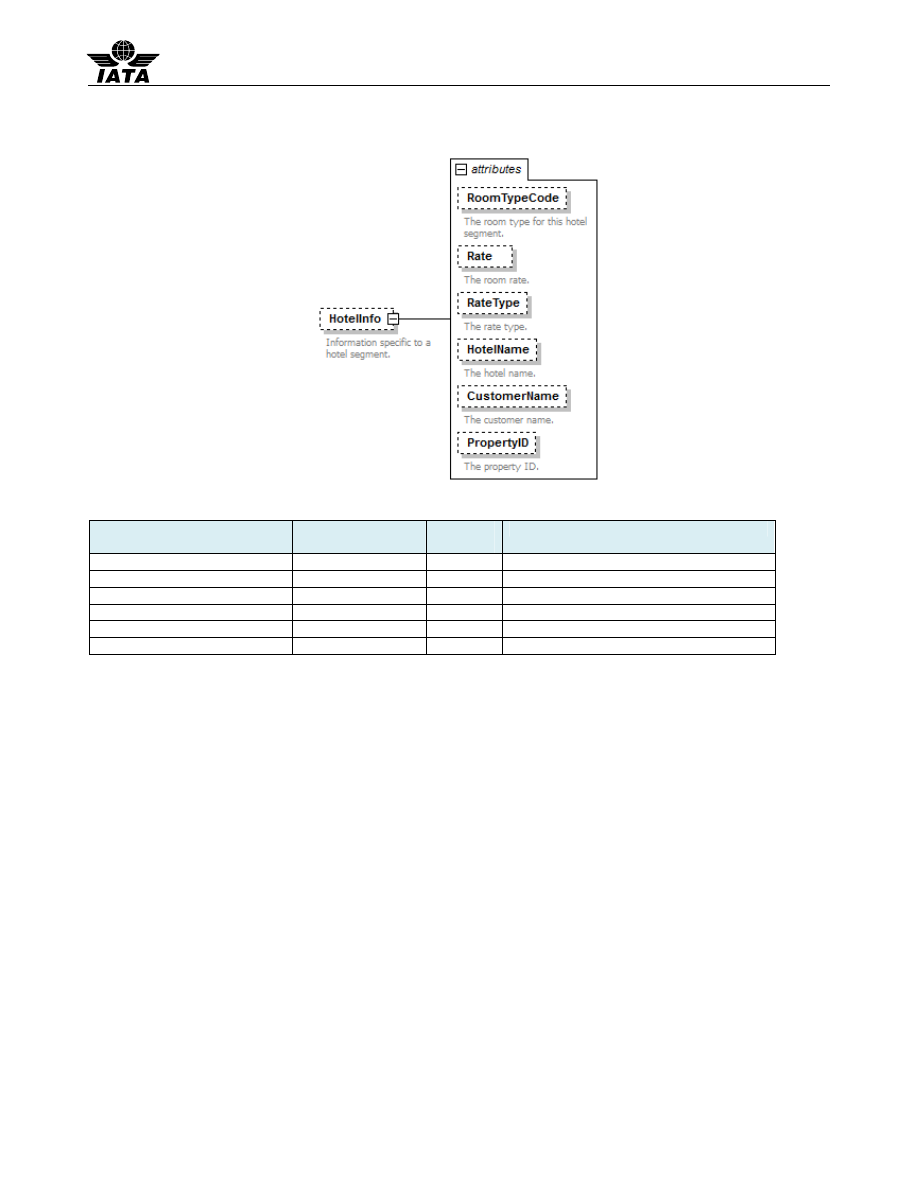 IATA
attributes
RoomTypeCode
The room type for this hotel
segment.
Rate
The room rate.
RateType
The rate type.
HotelInfo
Information specific to a
hotel segment.
HotelName
The hotel name.
CustomerName
The customer name.
PropertyID
The property ID.